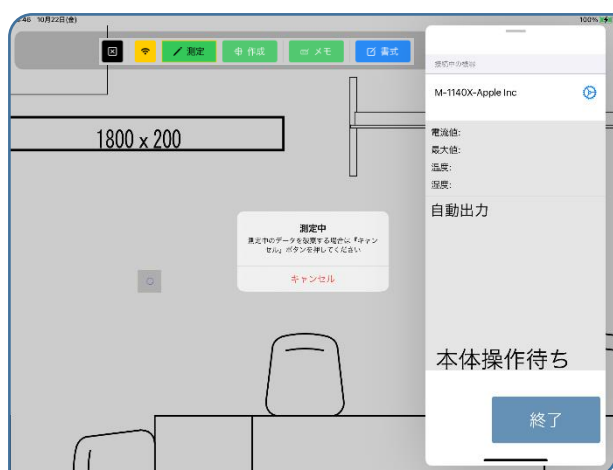 :46 10月22日(金)
100%
測定
作成
メモ
書式
接続中の機器
M-1140X-Apple Inc
1800 x 200
電流値:
最大値:
温度:
湿度:
自動出力
測定中
測定中のデータを破棄する場合は『キャン
セル』ボタンを押してください
キャンセル
本体操作待ち
終了